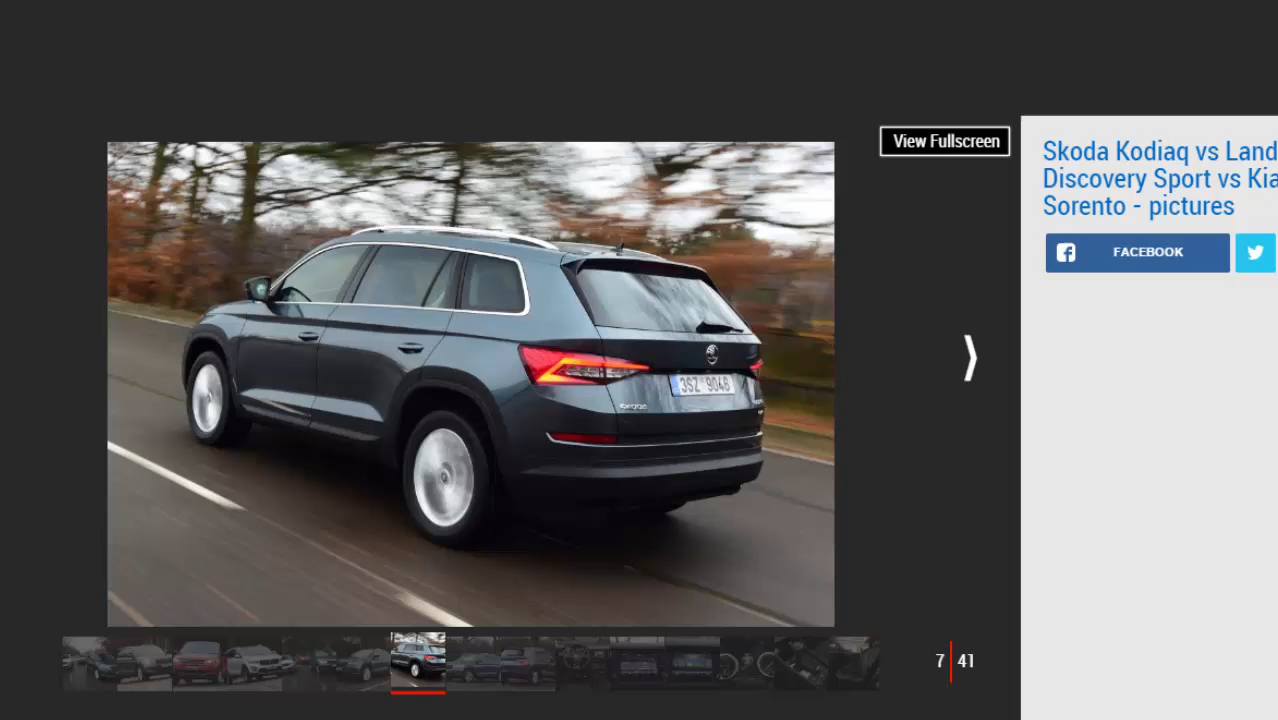 View Fullscreen
Skoda Kodiaq vs Land
Discovery Sport vs Kia
Sorento - pictures
FACEBOOK
3SZ 9046
7 41